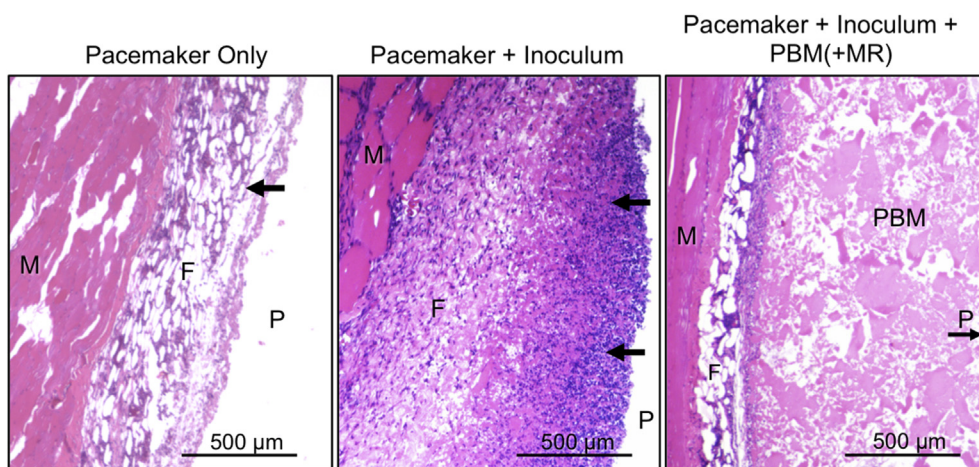 Pacemaker Only
Pacemaker + Inoculum
Pacemaker + Inoculum +
PBM(+MR)
M
F
P
500 µm
M
F
P
500 µm
M
F
PBM
P
500 µm